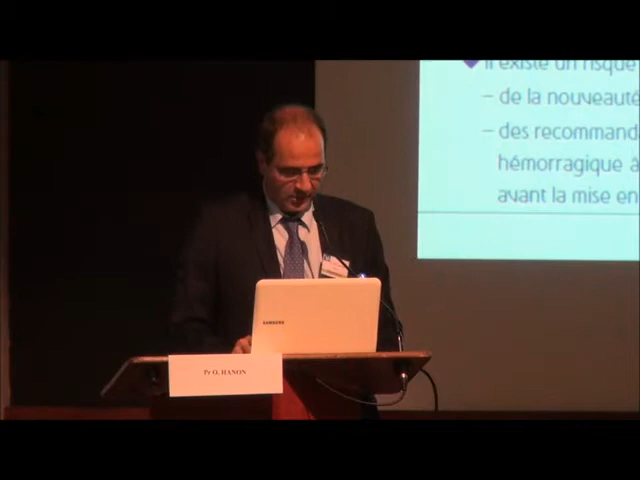 Il existe un risque
– de la nouveauté
– des recommand
hémorragique à
avant la mise en
SAMSUNG
Pr O. HANON